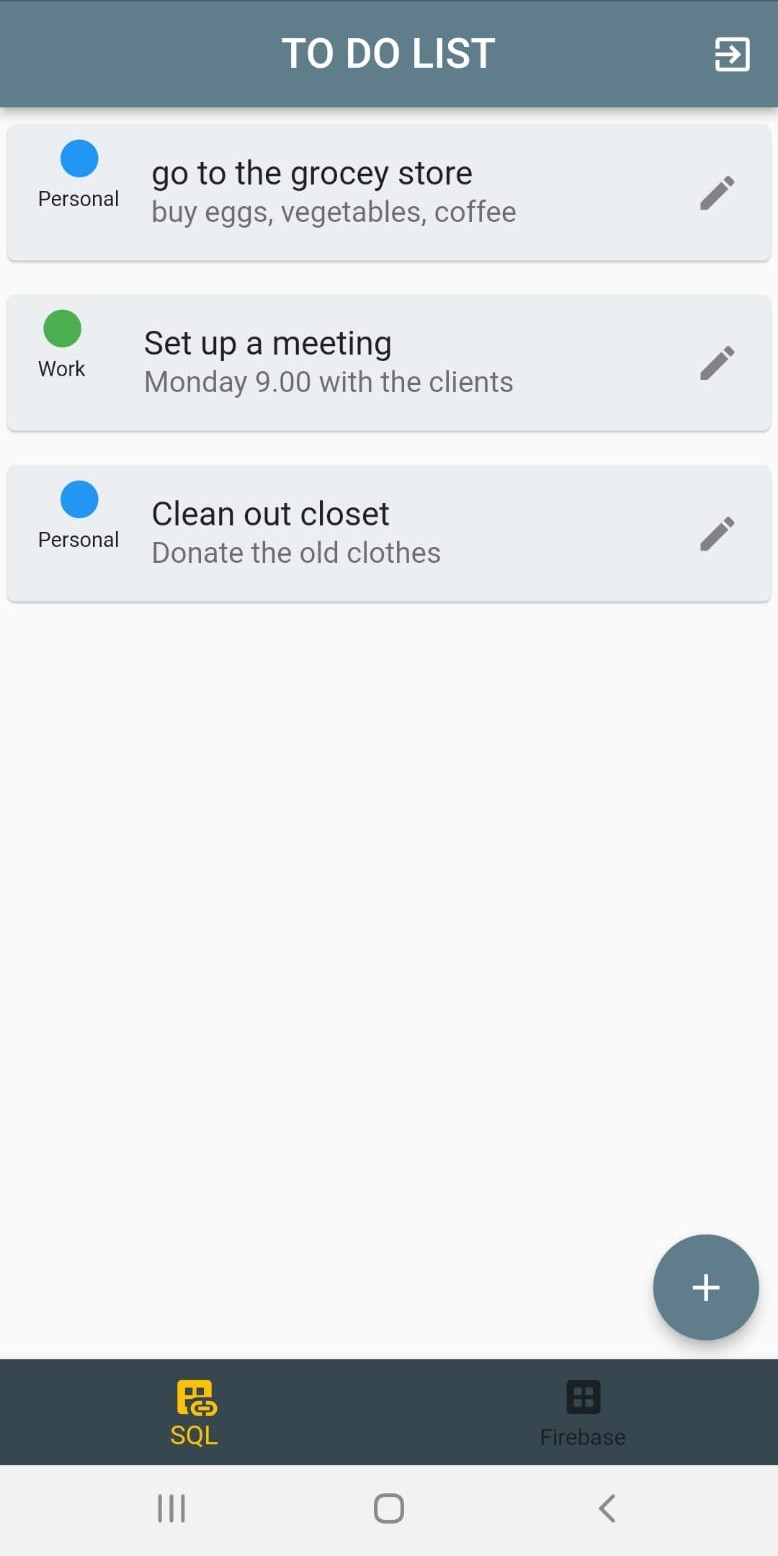 TO DO LIST
Personal
go to the grocey store
buy eggs, vegetables, coffee
Work
Set up a meeting
Monday 9.00 with the clients
Personal
Clean out closet
Donate the old clothes
SQL
Firebase